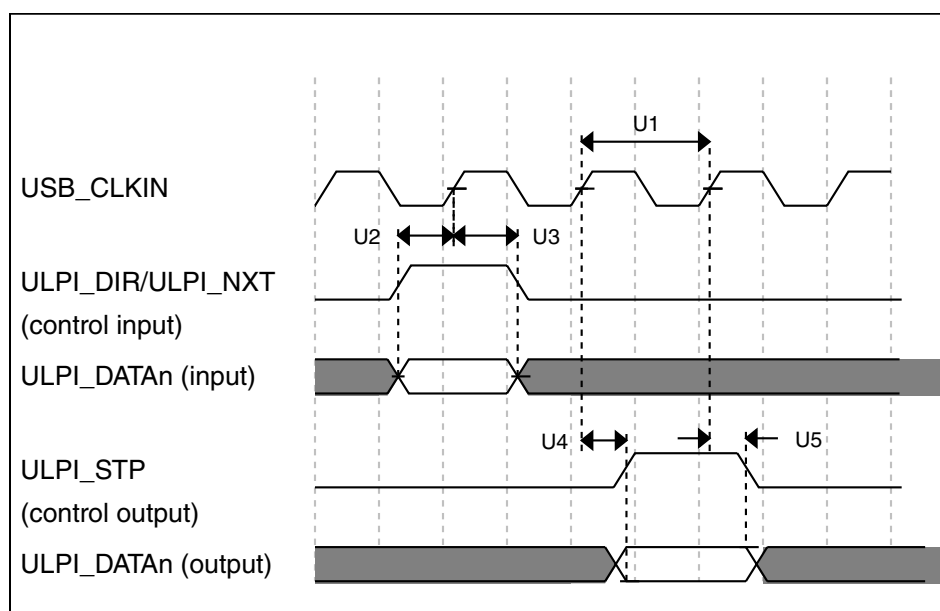 U1
USB_CLKIN
U2
U3
ULPI_DIR/ULPI_NXT
(control input)
ULPI_DATAn (input)
U4
U5
ULPI_STP
(control output)
ULPI_DATAn (output)